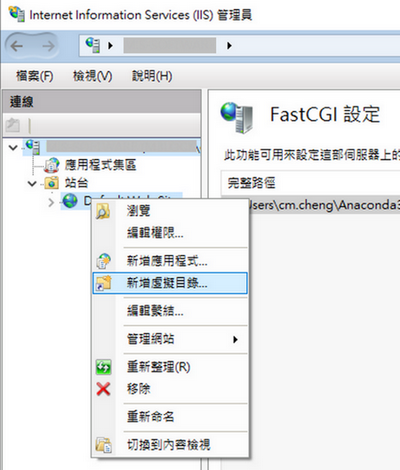 Internet Information Services (IIS) 管理員
檔案(F) 檢視(V) 說明(H)
連線
應用程式集區
站台
Default Web Site
瀏覽
編輯權限...
新增應用程式...
新增虛擬目錄...
編輯繫結...
管理網站
重新整理(R)
移除
重新命名
切換到內容檢視
FastCGI 設定
此功能可用來設定這部伺服器上的
完整路徑
sers\cm.cheng\Anaconda3